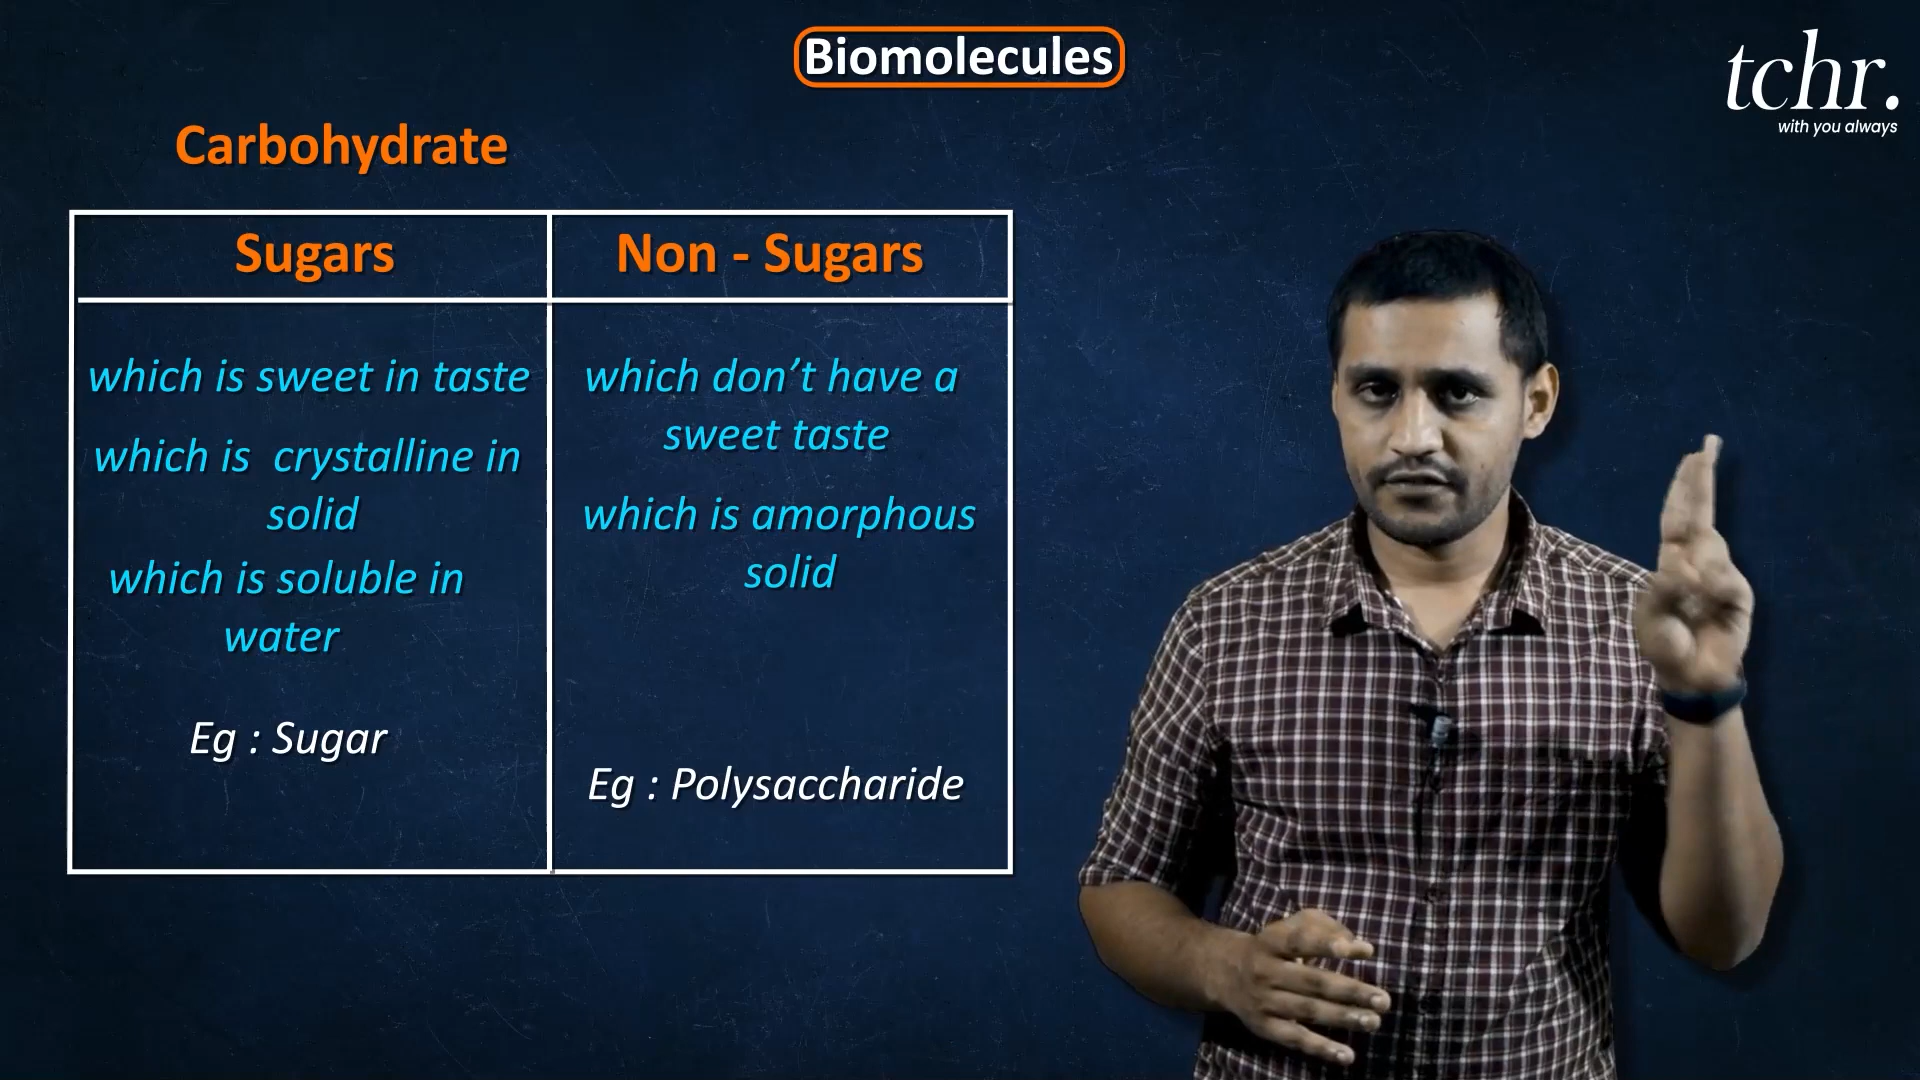 Biomolecules
tchr.
with you always
Carbohydrate
Sugars
Non - Sugars
which is sweet in taste
which is crystalline in
solid
which is soluble in
water
Eg : Sugar
which don't have a
sweet taste
which is amorphous
solid
Eg : Polysaccharide